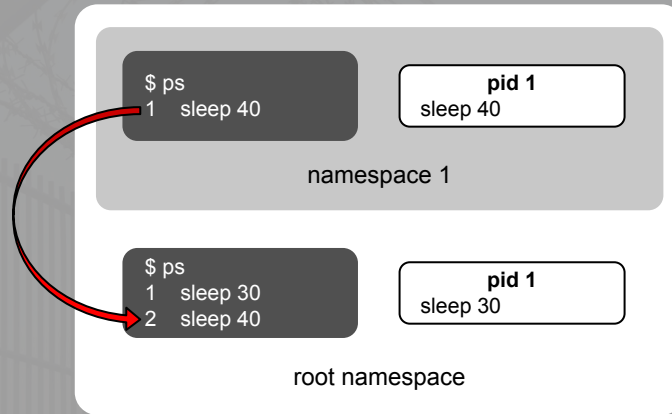 $ ps
1 sleep 40
pid 1
sleep 40
namespace 1
$ ps
1 sleep 30
2 sleep 40
pid 1
sleep 30
root namespace